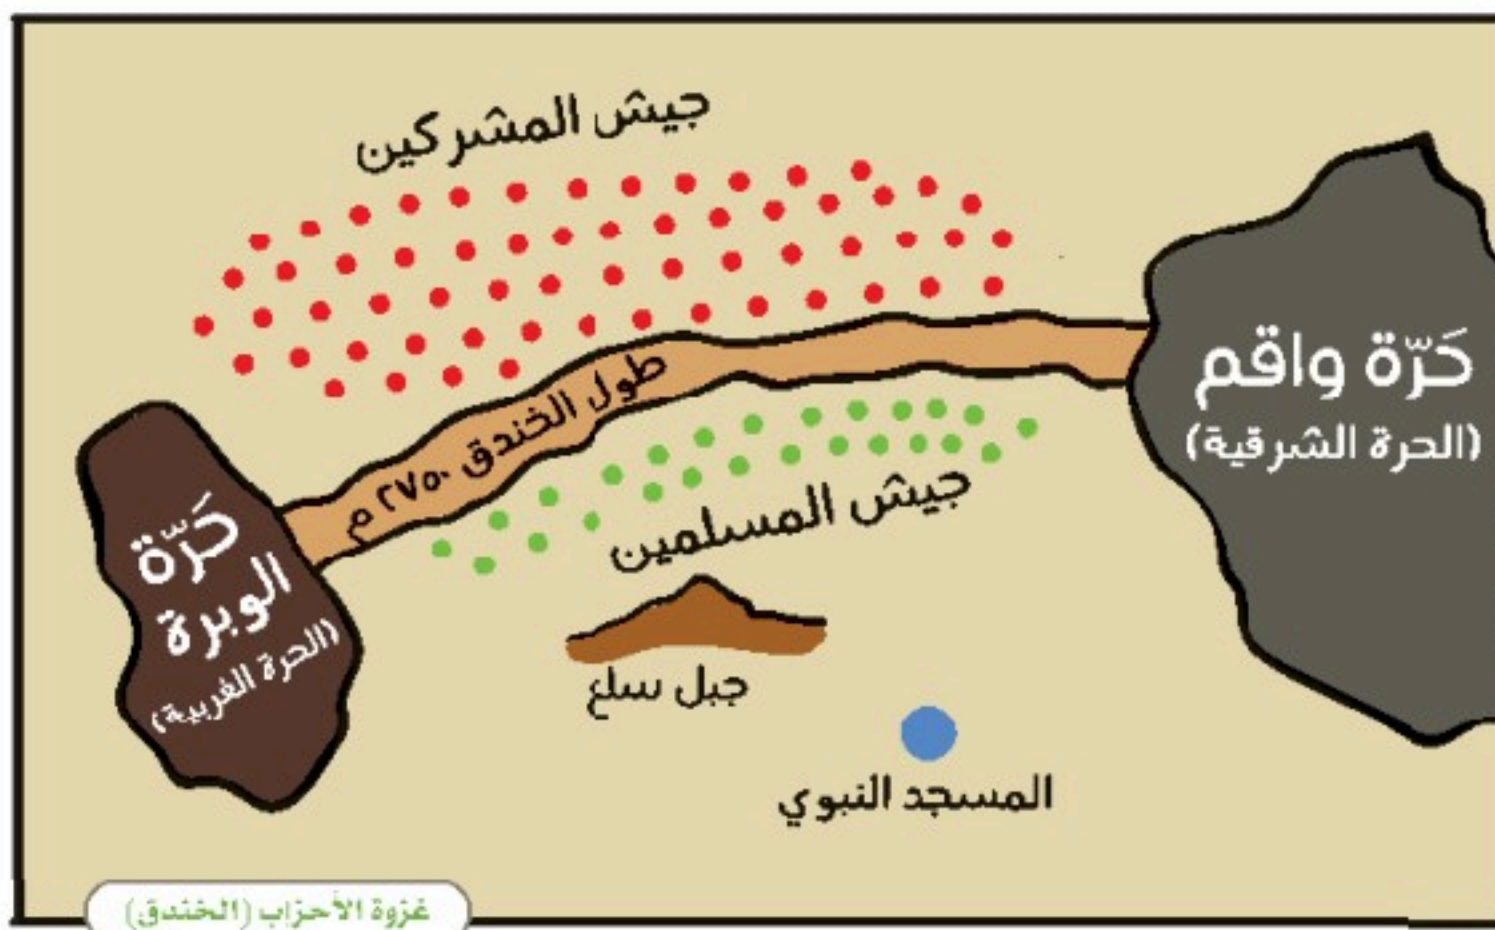 جيش المشركين
حَرّة واقم
(الحرة الشرقية)
طول الخندق ٢٧٥٠ م
جيش المسلمين
حَرّة
الوبرة
(الحرة الغربية)
جبل سلع
المسجد النبوي
غزوة الأحزاب (الخندق)